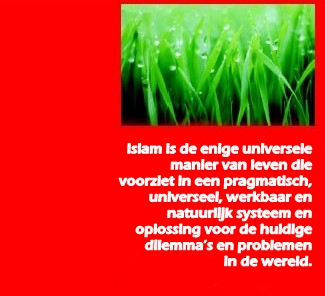 Islam is de enige universele
manier van leven die
voorziet in een pragmatisch,
universeel, werkbaar en
natuurlijk systeem en
oplossing voor de huidige
dilemma's en problemen
in de wereld.